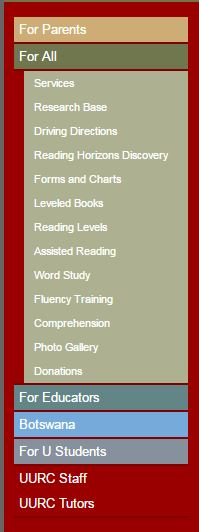 For Parents
For All
Services
Research Base
Driving Directions
Reading Horizons Discovery
Forms and Charts
Leveled Books
Reading Levels
Assisted Reading
Word Study
Fluency Training
Comprehension
Photo Gallery
Donations
For Educators
Botswana
For U Students
UURC Staff
UURC Tutors